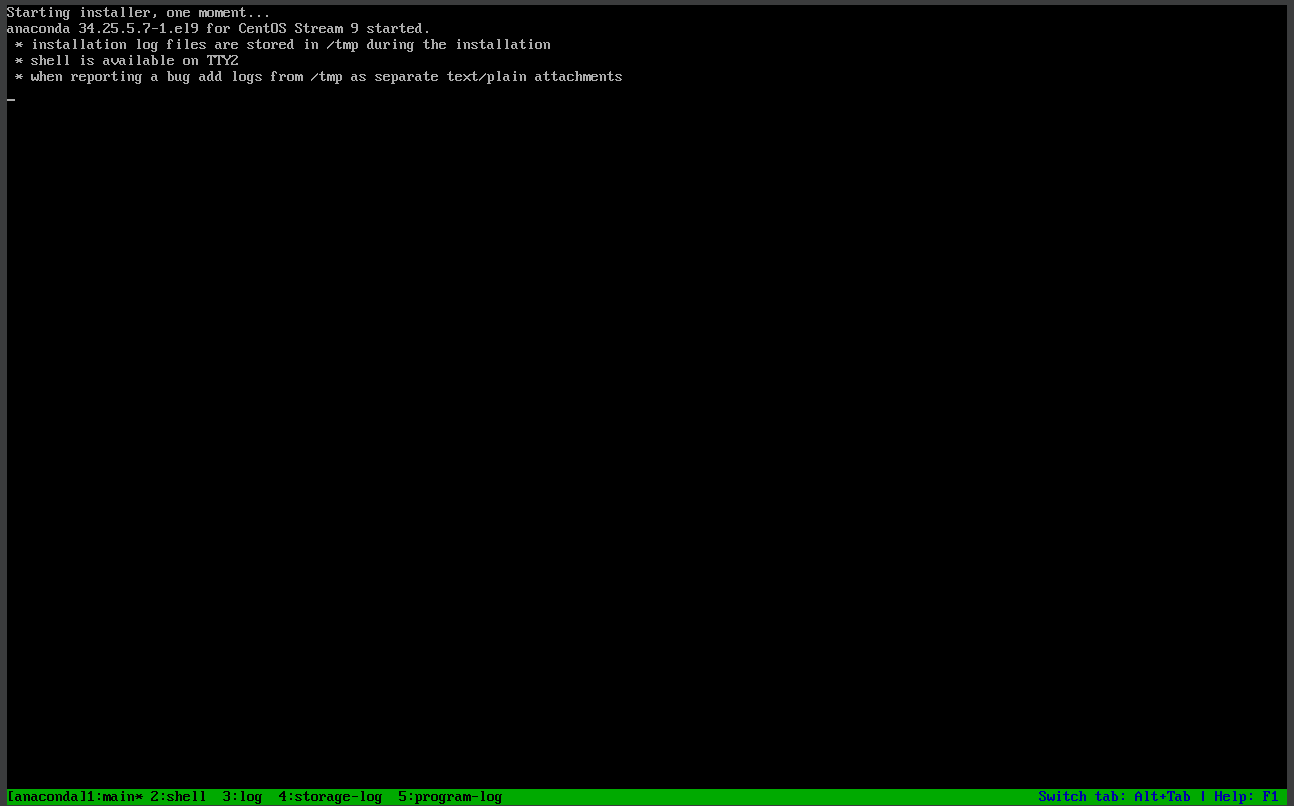 Starting installer, one moment...
anaconda 34.25.5.7-1.el9 for CentOS Stream 9 started.
 * installation log files are stored in /tmp during the installation
 * shell is available on TTY2
 * when reporting a bug add logs from /tmp as separate text/plain attachments
[anaconda]1:main* 2:shell  3:log  4:storage-log  5:program-log Switch tab: Alt+Tab | Help: F1